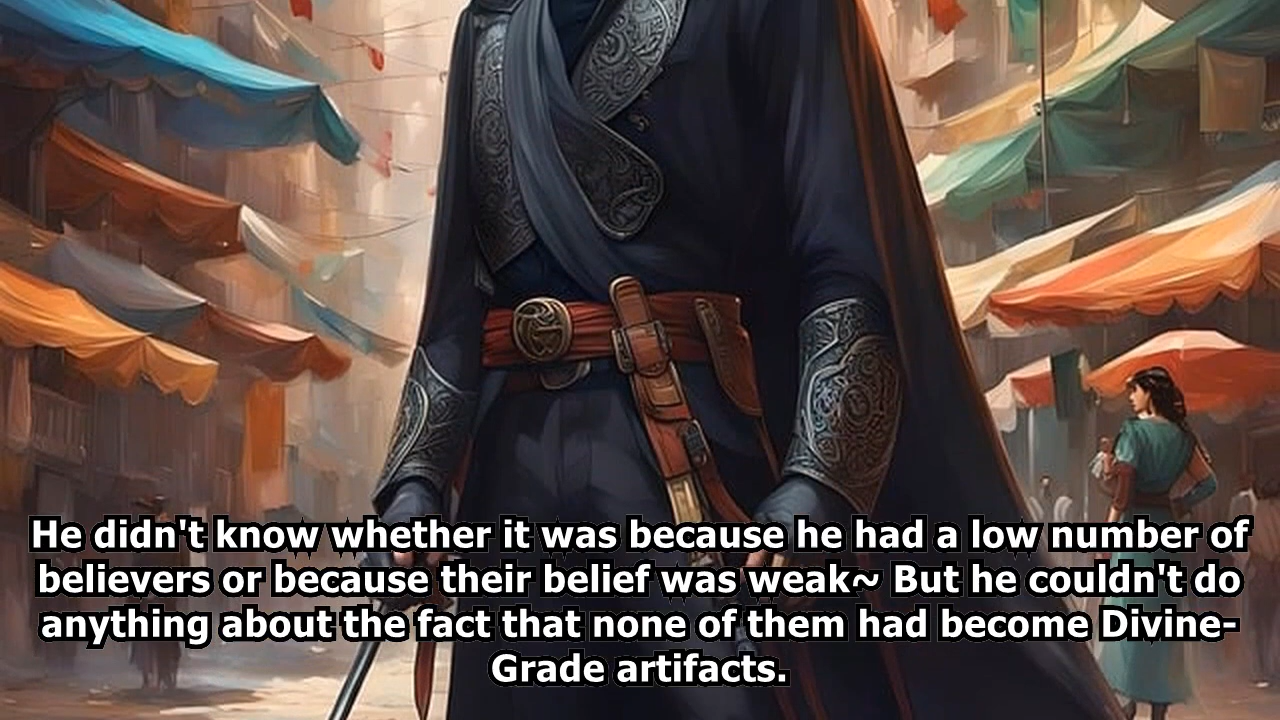 He didn't know whether it was because he had a low number of
believers or because their belief was weak~ But he couldn't do
anything about the fact that none of them had become Divine-
Grade artifacts.